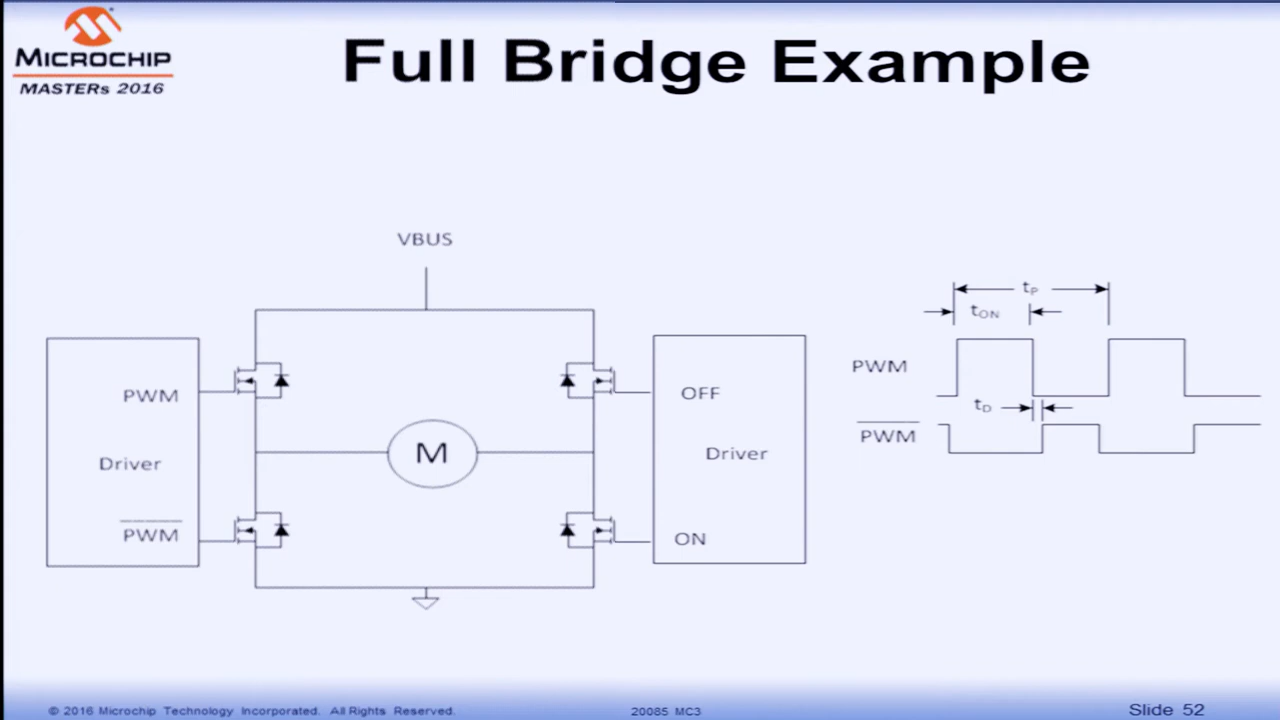 MICROCHIP
MASTERs 2016
Full Bridge Example
VBUS
PWM
Driver
PWM
M
OFF
Driver
ON
tP
tON
PWM
tD
PWM
© 2016 Microchip Technology Incorporated. All Rights Reserved.
20085 MC3
Slide 52